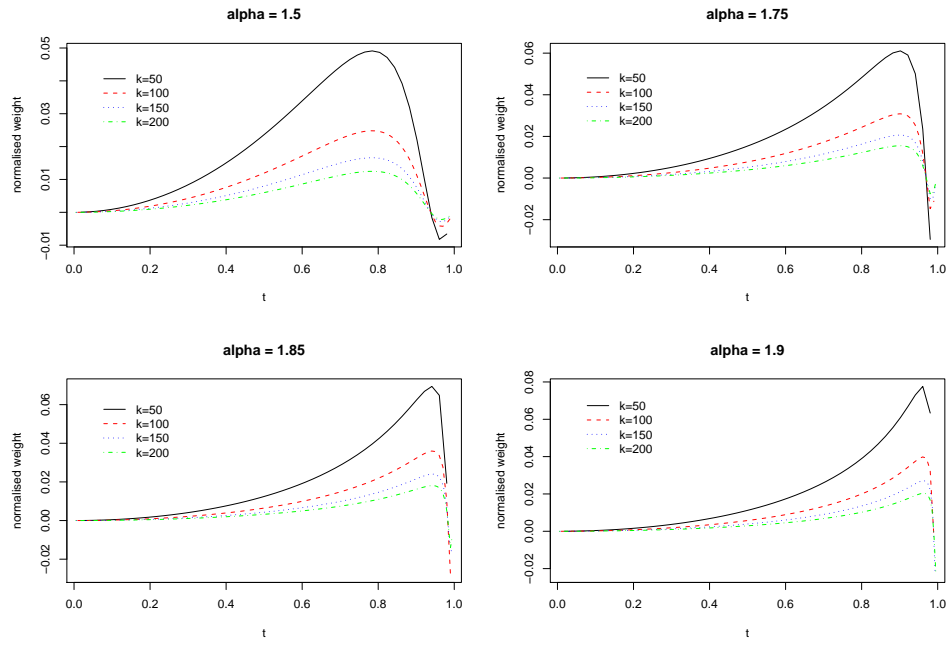 alpha = 1.5
normalised weight
0.05
0.03
0.01
−0.01
k=50
k=100
k=150
k=200
0.0 0.2 0.4 0.6 0.8 1.0
t
alpha = 1.75
normalised weight
0.06
0.04
0.02
0.00
−0.02
k=50
k=100
k=150
k=200
0.0 0.2 0.4 0.6 0.8 1.0
t
alpha = 1.85
normalised weight
0.06
0.04
0.02
0.00
−0.02
k=50
k=100
k=150
k=200
0.0 0.2 0.4 0.6 0.8 1.0
t
alpha = 1.9
normalised weight
0.08
0.06
0.04
0.02
0.00
−0.02
k=50
k=100
k=150
k=200
0.0 0.2 0.4 0.6 0.8 1.0
t